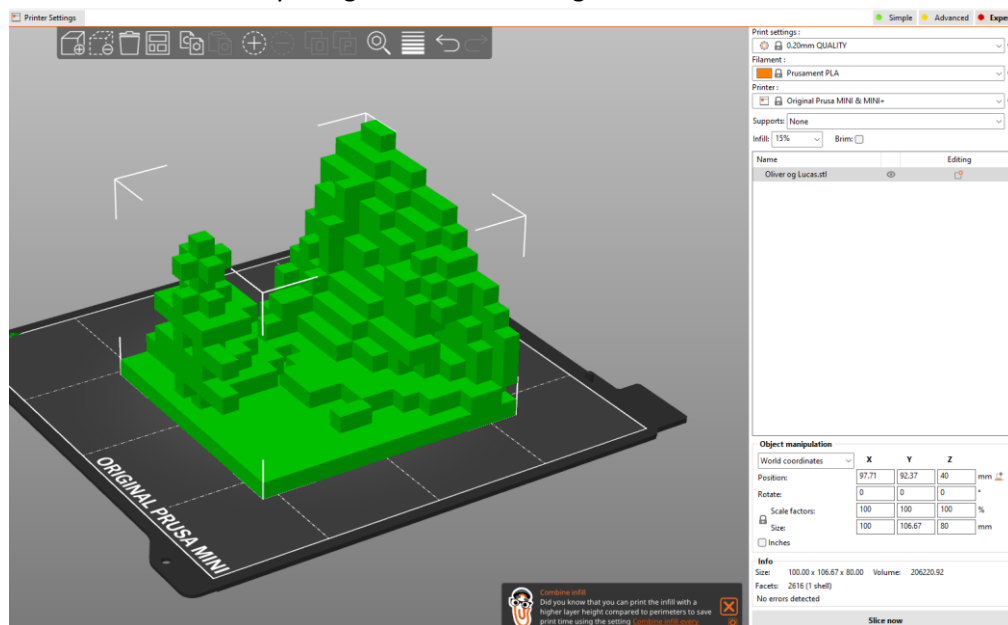 Printer Settings
Simple Advanced
Print settings :
0.20mm QUALITY
Filament :
Prusament PLA
Printer :
Original Prusa MINI & MINI+
Supports: None
Infill: 15% Brim:
Name Editing
Oliver og Lucas.stl
ORIGINAL PRUSA MINI
Object manipulation
World coordinates X Y Z
Position: 97.71 92.37 40 mm
Rotate: 0 0 0 °
Scale factors: 100 100 100 %
Size: 100 106.67 80 mm
Inches
Info
Size: 100.00 x 106.67 x 80.00 Volume: 206220.92
Facets: 2616 (1 shell)
No errors detected
Combine infill
Did you know that you can print the infill with a
higher layer height compared to perimeters to save
print time using the setting Combine infill every
Slice now